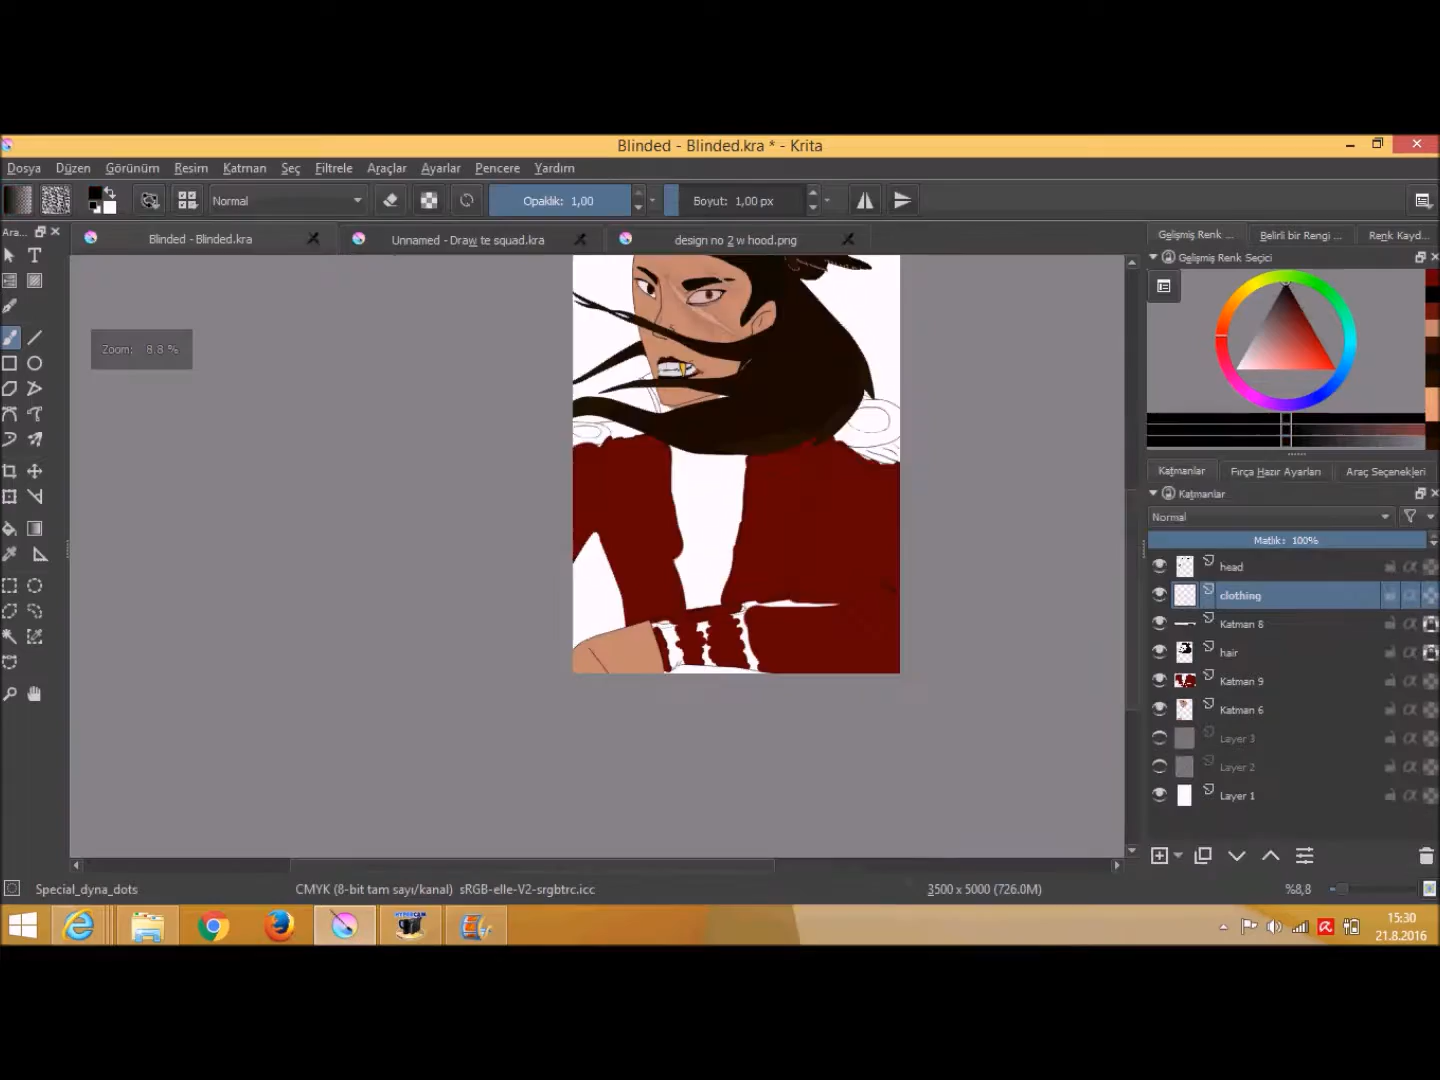 Blinded - Blinded.kra * - Krita
Dosya Düzen Görünüm Resim Katman Seç Filtrele Araçlar Ayarlar Pencere Yardım
Normal Opaklık: 1,00 Boyut: 1,00 px
Ara... Blinded - Blinded.kra Unnamed - Draw te squad.kra design no 2 w hood.png Gelişmiş Renk ... Belirli bir Rengi ... Renk Kayd...
Gelişmiş Renk Seçici
Zoom: 8.8 %
Katmanlar Fırça Hazır Ayarları Araç Seçenekleri
Katmanlar
Normal
Matlık: 100%
head
clothing
Katman 8
hair
Katman 9
Katman 6
Layer 3
Layer 2
Layer 1
Special_dyna_dots CMYK (8-bit tam sayı/kanal) sRGB-elle-V2-srgbtrc.icc 3500 x 5000 (726.0M) %8,8
HYPERCAM
15:30
21.8.2016